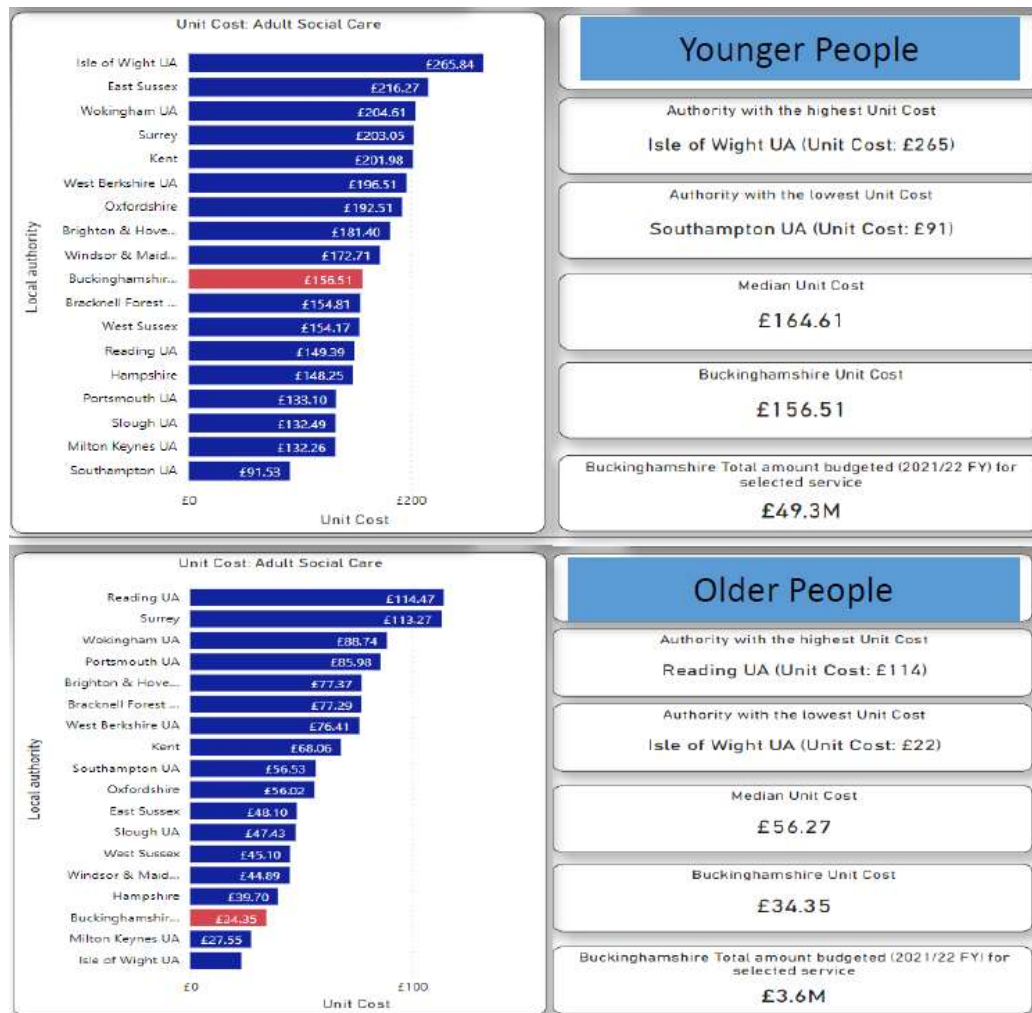 Unit Cost: Adult Social Care
Local authority
Isle of Wight UA £265.84
East Sussex £216.27
Wokingham UA £204.61
Surrey £203.05
Kent £201.98
West Berkshire UA £196.51
Oxfordshire £192.51
Brighton & Hove... £181.40
Windsor & Maid... £172.71
Buckinghamshir... £156.51
Bracknell Forest ... £154.81
West Sussex £154.17
Reading UA £149.39
Hampshire £148.25
Portsmouth UA £133.10
Slough UA £132.49
Milton Keynes UA £132.26
Southampton UA £91.53
£0 £200
Unit Cost
Younger People
Authority with the highest Unit Cost
Isle of Wight UA (Unit Cost: £265)
Authority with the lowest Unit Cost
Southampton UA (Unit Cost: £91)
Median Unit Cost
£164.61
Buckinghamshire Unit Cost
£156.51
Buckinghamshire Total amount budgeted (2021/22 FY) for
selected service
£49.3M
Unit Cost: Adult Social Care
Local authority
Reading UA £114.47
Surrey £113.27
Wokingham UA £88.74
Portsmouth UA £85.98
Brighton & Hove... £77.37
Bracknell Forest ... £77.29
West Berkshire UA £76.41
Kent £68.06
Southampton UA £56.53
Oxfordshire £56.02
East Sussex £48.10
Slough UA £47.43
West Sussex £45.10
Windsor & Maid... £44.89
Hampshire £39.70
Buckinghamshir... £34.35
Milton Keynes UA £27.55
Isle of Wight UA
£0 £100
Unit Cost
Older People
Authority with the highest Unit Cost
Reading UA (Unit Cost: £114)
Authority with the lowest Unit Cost
Isle of Wight UA (Unit Cost: £22)
Median Unit Cost
£56.27
Buckinghamshire Unit Cost
£34.35
Buckinghamshire Total amount budgeted (2021/22 FY) for
selected service
£3.6M